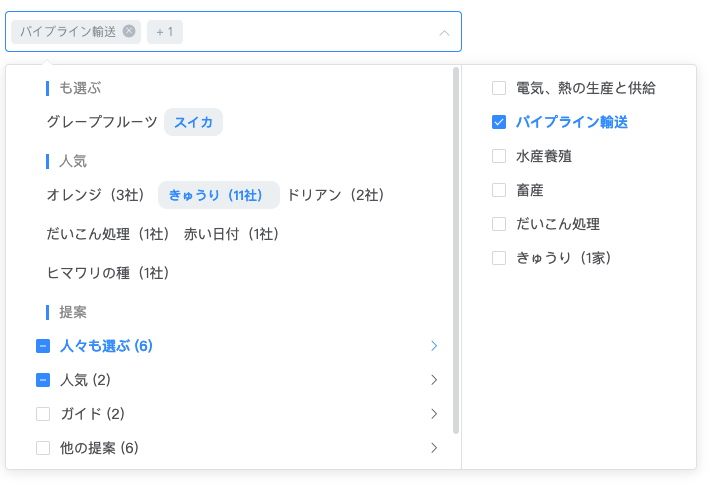 パイプライン輸送 + 1
も選ぶ
グレープフルーツ スイカ
人気
オレンジ（3社） きゅうり（11社） ドリアン（2社）
だいこん処理（1社） 赤い日付（1社）
ヒマワリの種（1社）
提案
人々も選ぶ (6)
人気 (2)
ガイド (2)
他の提案 (6)
電気、熱の生産と供給
パイプライン輸送
水産養殖
畜産
だいこん処理
きゅうり（1家）